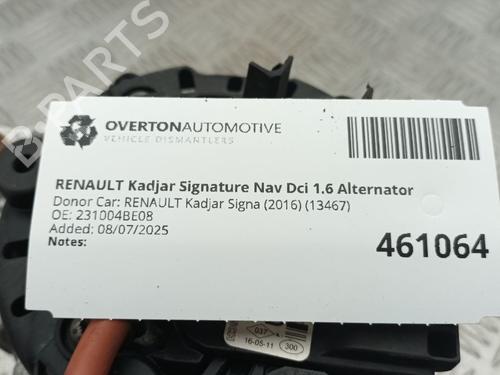 B-PARTS
OVERTONAUTOMOTIVE
VEHICLE DISMANTLERS
RENAULT Kadjar Signature Nav Dci 1.6 Alternator
Donor Car: RENAULT Kadjar Signa (2016) (13467)
OE: 231004BE08
Added: 08/07/2025
Notes:
461064
037 A
16-05-11 300